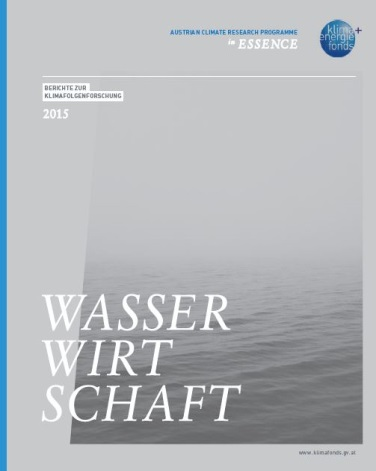 AUSTRIAN CLIMATE RESEARCH PROGRAMME
in ESSENCE
klima+
energie
fonds
BERICHTE ZUR
KLIMAFOLGENFORSCHUNG
2015
WASSER
WIRT
SCHAFT
www.klimafonds.gv.at